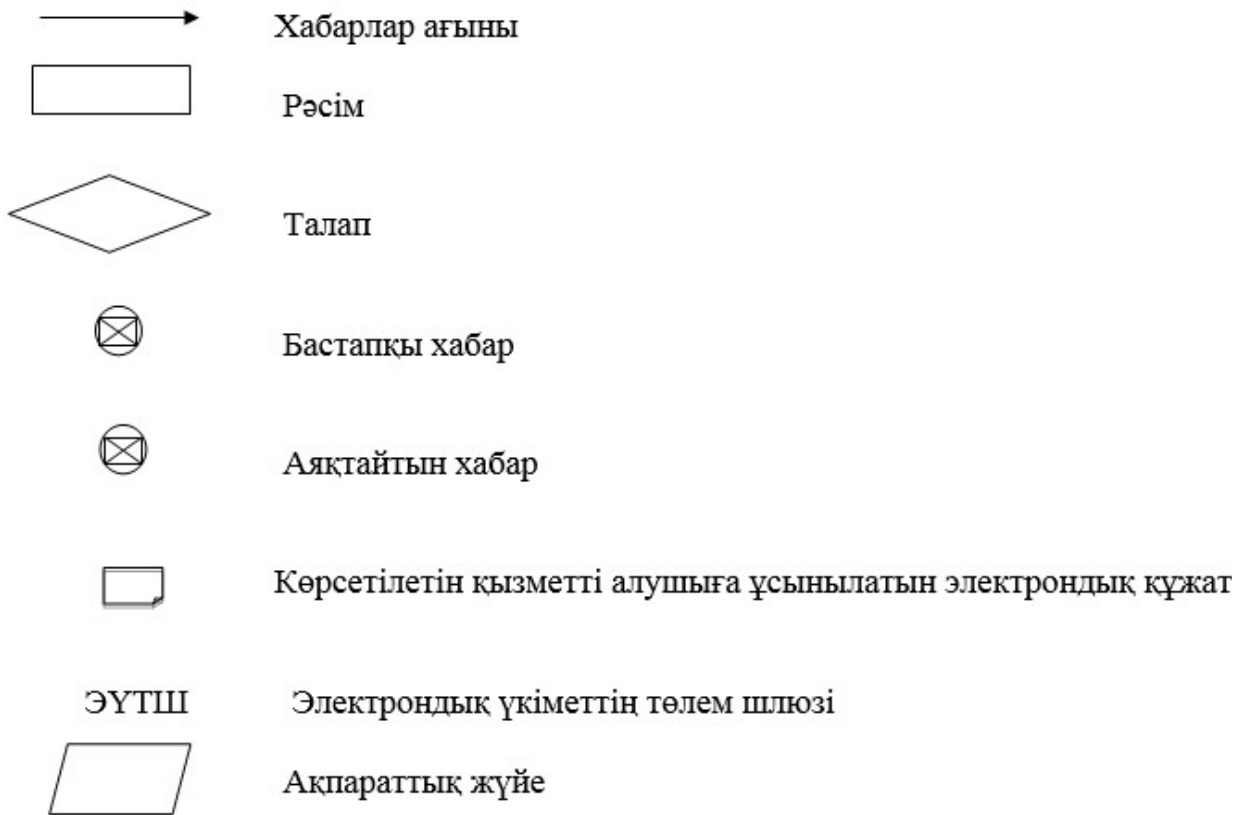 Хабарлар ағыны
Рәсім
Талап
Бастапқы хабар
Аяқтайтын хабар
Көрсетілетін қызметті алушыға ұсынылатын электрондық құжат
ЭҮТШ Электрондық үкіметтің төлем шлюзі
Ақпараттық жүйе